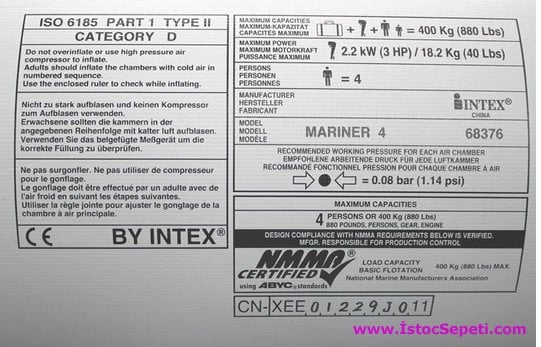 ISO 6185 PART 1 TYPE II
CATEGORY D
Do not overinflate or use high pressure air
compressor to inflate.
Adults should inflate the chambers with cold air in
numbered sequence.
Use the enclosed ruler to check while inflating.
Nicht zu stark aufblasen und keinen Kompressor
zum Aufblasen verwenden.
Erwachsene sollten die kammern in der
angegebenen Reihenfolge mit kalter luft aufblasen.
Verwenden Sie das belgefügte Meßgerät um die
korrekte Füllung zu überprüfen.
Ne pas surgonfler. Ne pas utiliser de compresseur
pour le gonflage.
Le gonflage doit être effectué par un adulte avec de
l'air froid en suivant les étapes suivantes.
Utiliser la règle jointe pour ajuster le gonglage de la
chambre à air principale.
CE BY INTEX®
MAXIMUM CAPACITIES
MAXIMUM-KAPAZITAT
CAPACITÉS MAXIMUM
+ + = 400 Kg (880 Lbs)
MAXIMUM POWER
MAXIMUM MOTORKRAFT
PUISSANCE MAXIMUM
2.2 kW (3 HP) / 18.2 Kg (40 Lbs)
PERSONS
PERSONEN
PERSONNES
= 4
MANUFACTURER
HERSTELLER
FABRICANT
INTEX®
CHINA
MODEL
MODELL
MODÈLE
MARINER 4 68376
RECOMMENDED WORKING PRESSURE FOR EACH AIR CHAMBER
EMPFOHLENE ARBEITENDE DRUCK FÜR JEDE LUFTKAMMER
RECOMMANDÉ FONCTIONNEL PRESSION POUR CHAQUE CHAMBRE À AIR
= 0.08 bar (1.14 psi)
MAXIMUM CAPACITIES
4 PERSONS OR 400 Kg (880 Lbs)
880 POUNDS, PERSONS, GEAR, ENGINE
DESIGN COMPLIANCE WITH NMMA REQUIREMENTS BELOW IS VERIFIED.
MFGR. RESPONSIBLE FOR PRODUCTION CONTROL
NMMA
CERTIFIED
using ABYC standards
LOAD CAPACITY
BASIC FLOTATION
400 Kg (880 Lbs) MAX
National Marine Manufacturers Association
CN-XEE01229J011
www.İstocSepeti.com